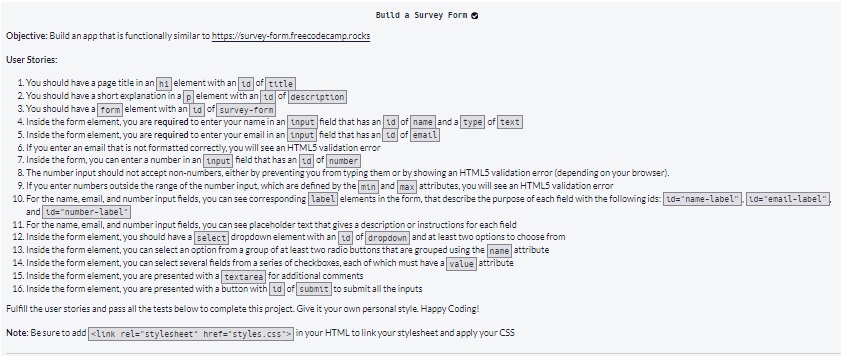 Build a Survey Form
Objective: Build an app that is functionally similar to https://survey-form.freecodecamp.rocks
User Stories:
1. You should have a page title in an h1 element with an id of title
2. You should have a short explanation in a p element with an id of description
3. You should have a form element with an id of survey-form
4. Inside the form element, you are required to enter your name in an input field that has an id of name and a type of text
5. Inside the form element, you are required to enter your email in an input field that has an id of email
6. If you enter an email that is not formatted correctly, you will see an HTML5 validation error
7. Inside the form, you can enter a number in an input field that has an id of number
8. The number input should not accept non-numbers, either by preventing you from typing them or by showing an HTML5 validation error (depending on your browser).
9. If you enter numbers outside the range of the number input, which are defined by the min and max attributes, you will see an HTML5 validation error
10. For the name, email, and number input fields, you can see corresponding label elements in the form, that describe the purpose of each field with the following ids: id="name-label", id="email-label",
and id="number-label"
11. For the name, email, and number input fields, you can see placeholder text that gives a description or instructions for each field
12. Inside the form element, you should have a select dropdown element with an id of dropdown and at least two options to choose from
13. Inside the form element, you can select an option from a group of at least two radio buttons that are grouped using the name attribute
14. Inside the form element, you can select several fields from a series of checkboxes, each of which must have a value attribute
15. Inside the form element, you are presented with a textarea for additional comments
16. Inside the form element, you are presented with a button with id of submit to submit all the inputs
Fulfill the user stories and pass all the tests below to complete this project. Give it your own personal style. Happy Coding!
Note: Be sure to add <link rel="stylesheet" href="styles.css"> in your HTML to link your stylesheet and apply your CSS